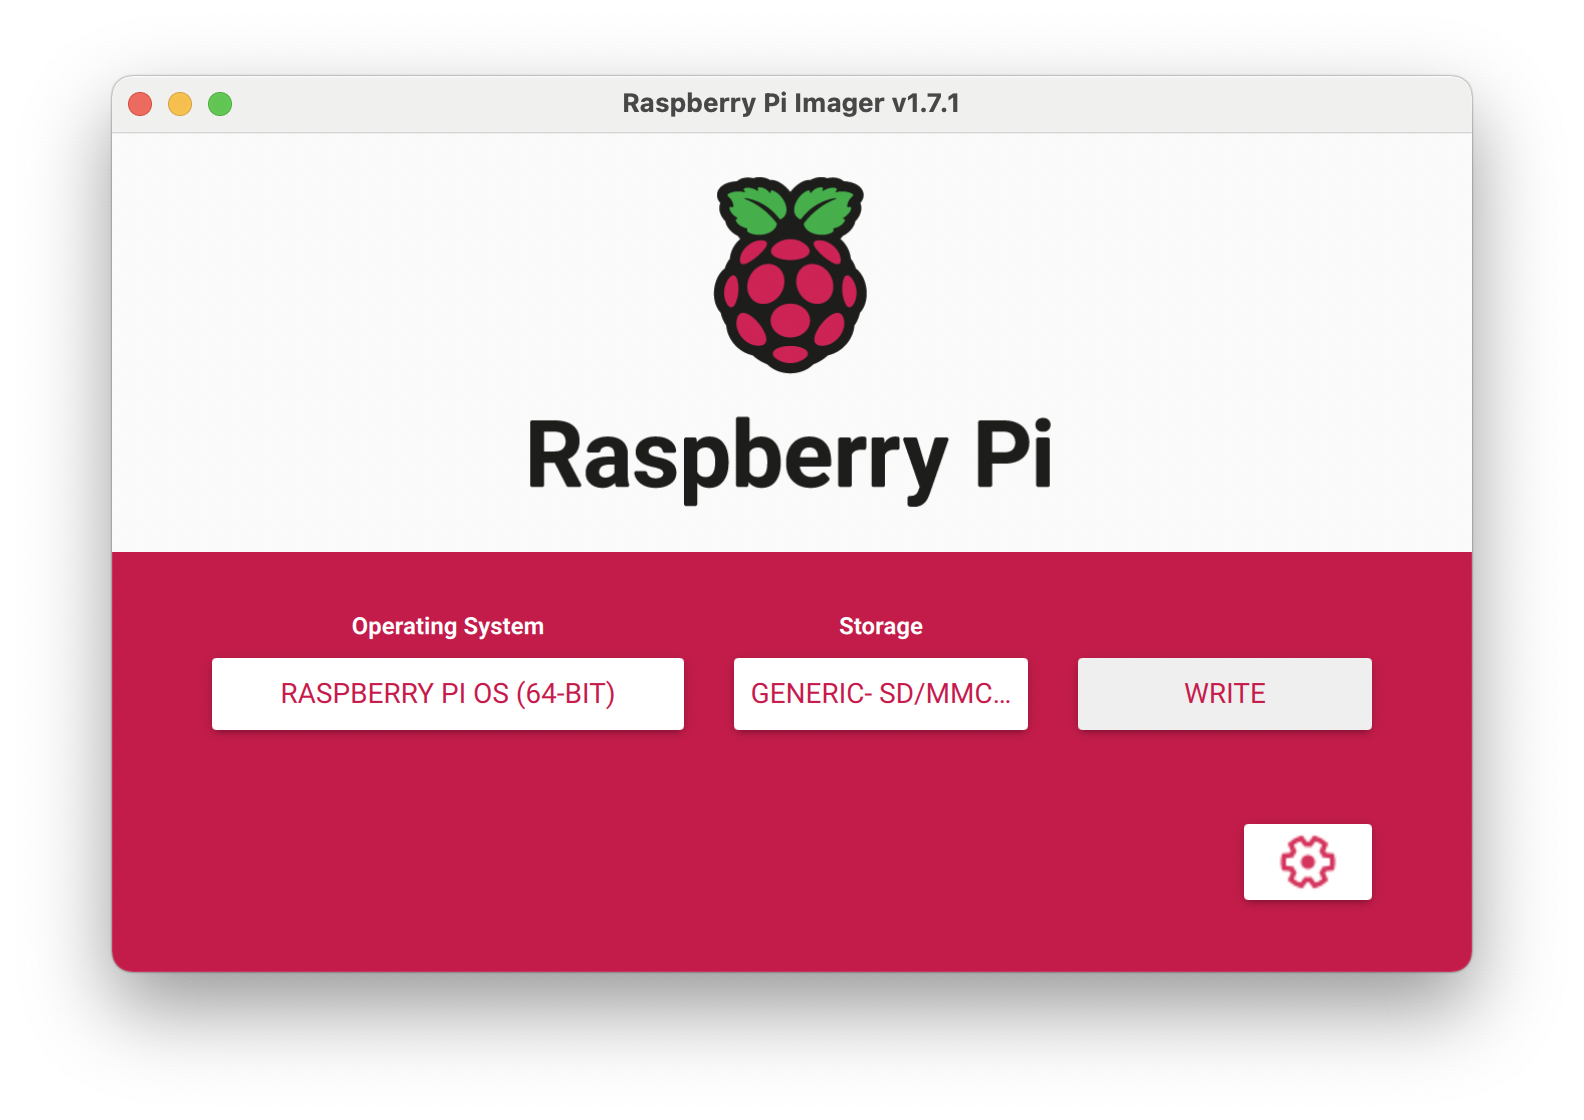 Raspberry Pi Imager v1.7.1
Raspberry Pi
Operating System
Storage
RASPBERRY PI OS (64-BIT)
GENERIC- SD/MMC...
WRITE